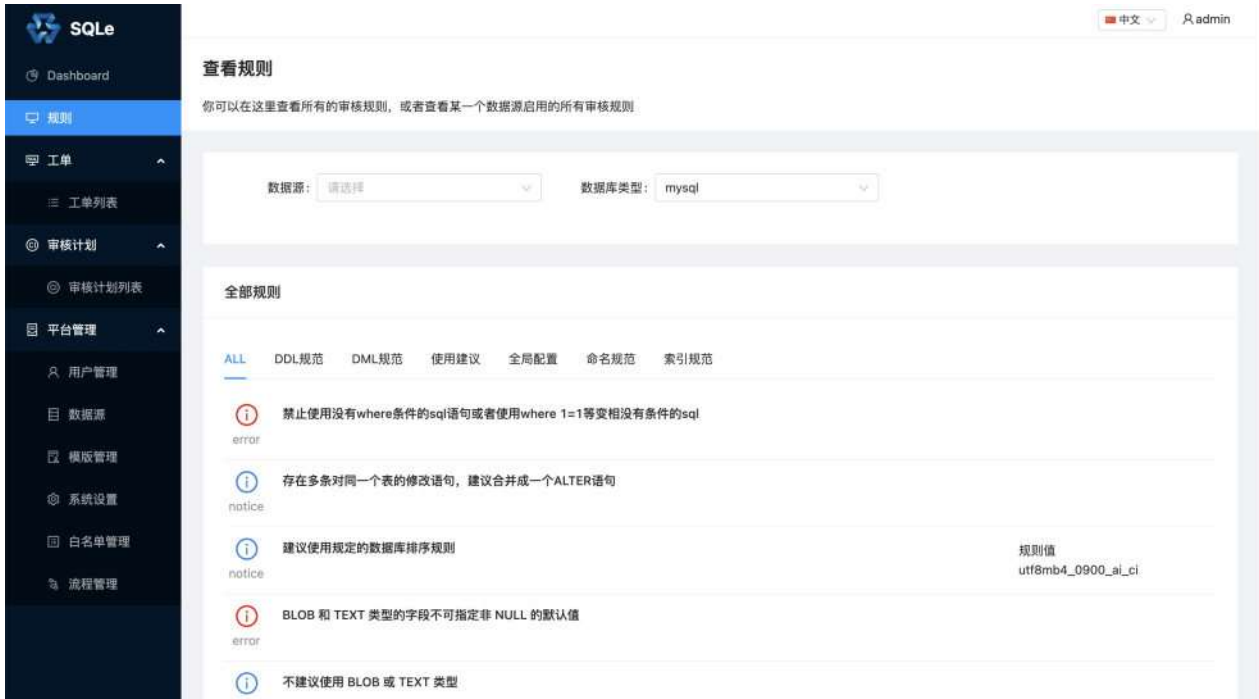 SQLe
中文
admin
Dashboard
规则
工单
工单列表
审核计划
审核计划列表
平台管理
用户管理
数据源
模版管理
系统设置
白名单管理
流程管理
查看规则
你可以在这里查看所有的审核规则，或者查看某一个数据源启用的所有审核规则
数据源： 请选择 数据库类型： mysql
全部规则
ALL DDL规范 DML规范 使用建议 全局配置 命名规范 索引规范
禁止使用没有where条件的sql语句或者使用where 1=1等变相没有条件的sql
error
存在多条对同一个表的修改语句，建议合并成一个ALTER语句
notice
建议使用规定的数据库排序规则
notice
规则值
utf8mb4_0900_ai_ci
BLOB 和 TEXT 类型的字段不可指定非 NULL 的默认值
error
不建议使用 BLOB 或 TEXT 类型